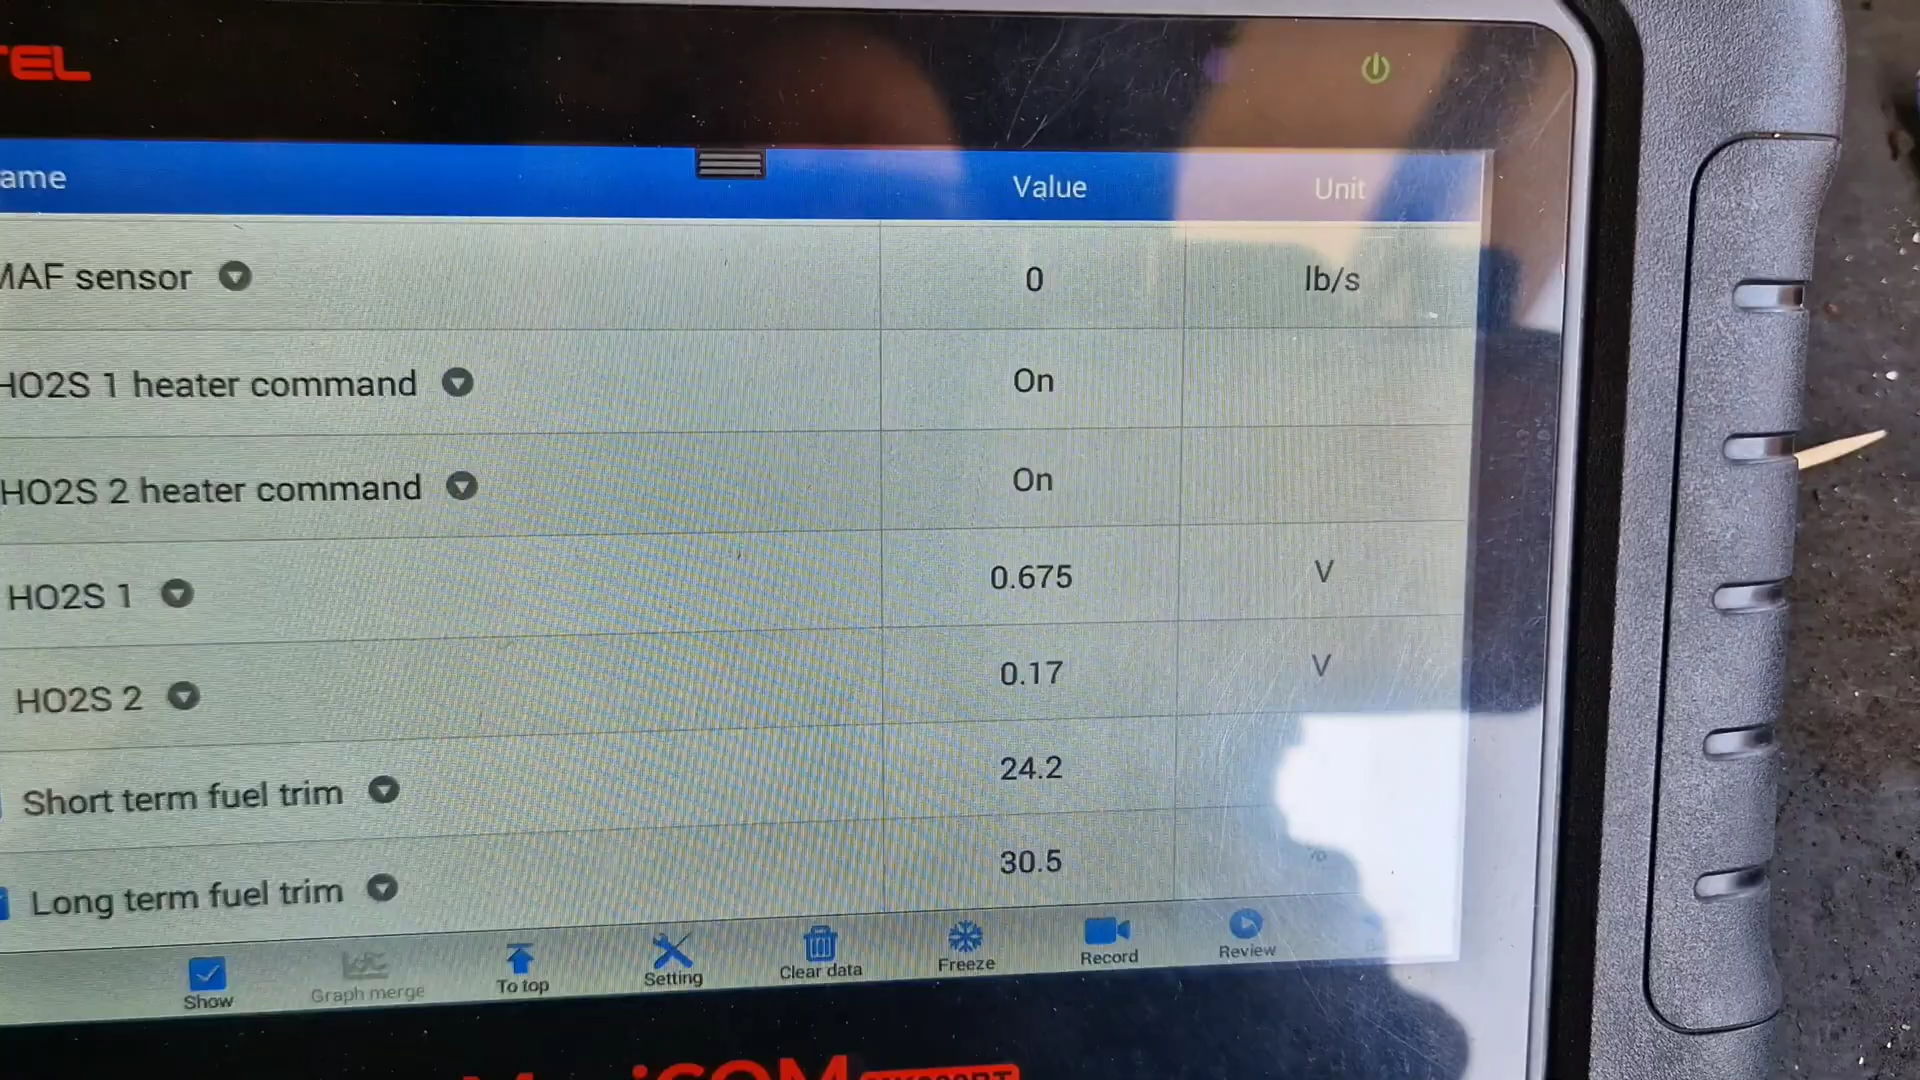 TEL
ame Value Unit
MAF sensor 0 lb/s
HO2S 1 heater command On
HO2S 2 heater command On
HO2S 1 0.675 V
HO2S 2 0.17 V
Short term fuel trim 24.2
Long term fuel trim 30.5 %
Show Graph merge To top Setting Clear data Freeze Record Review